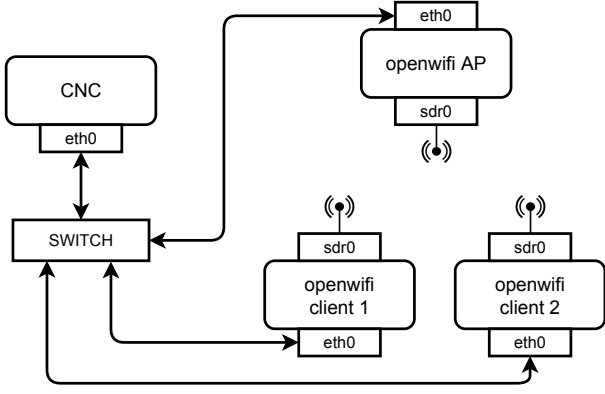 eth0
openwifi AP
sdr0
CNC
eth0
SWITCH
sdr0
openwifi
client 1
eth0
sdr0
openwifi
client 2
eth0